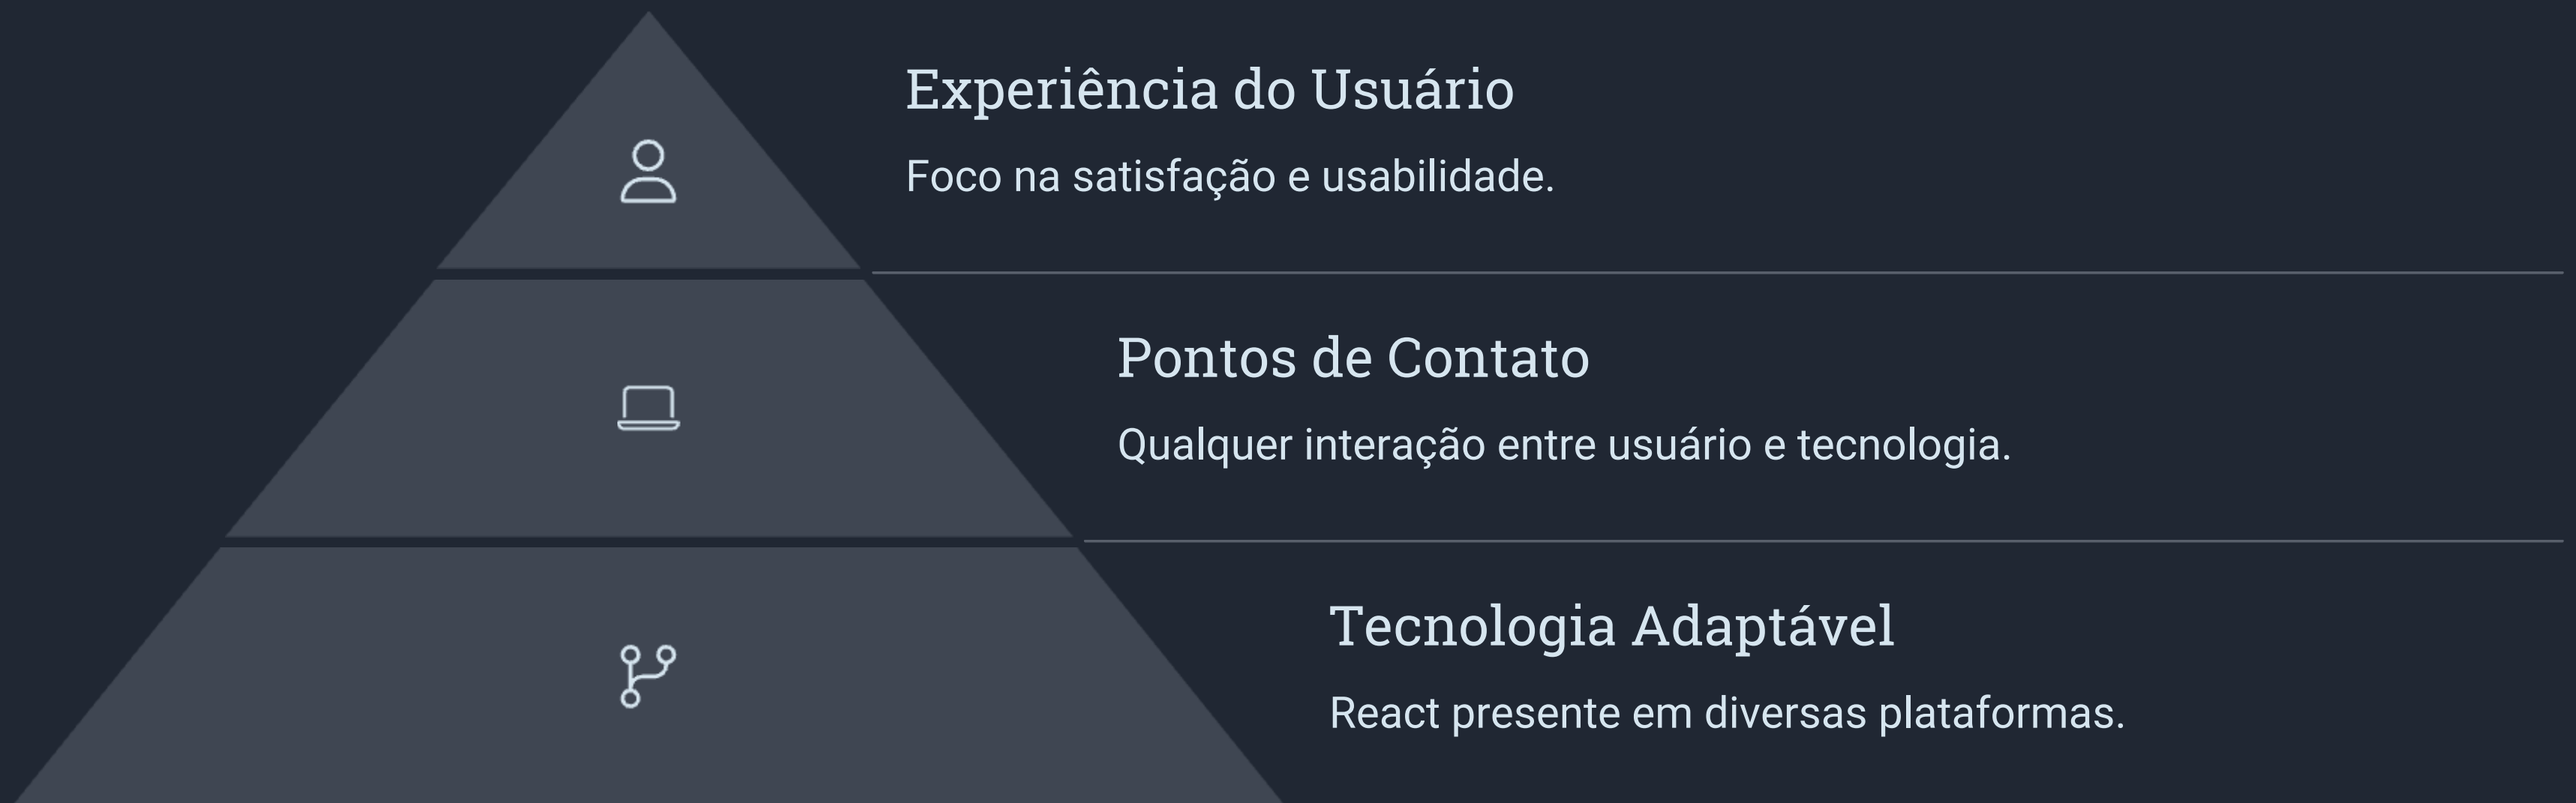 Experiência do Usuário
Foco na satisfação e usabilidade.
Pontos de Contato
Qualquer interação entre usuário e tecnologia.
Tecnologia Adaptável
React presente em diversas plataformas.